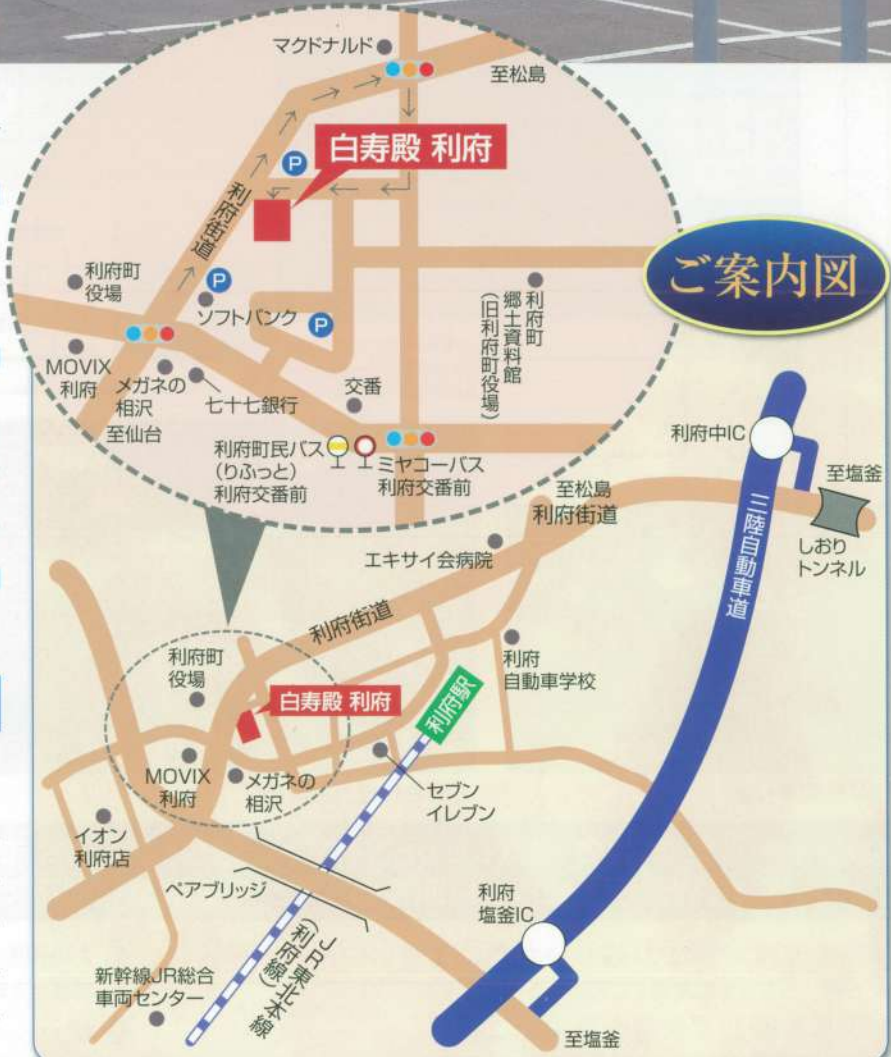 マクドナルド
至松島
P
白寿殿 利府
利府街道
利府町
役場
P
ソフトバンク
P
利府町
郷土資料館
(旧利府町役場)
ご案内図
MOVIX
利府
メガネの
相沢
七十七銀行
交番
至仙台
利府町民バス
(りふっと)
利府交番前
ミヤコーバス
利府交番前
利府中IC
至塩釜
至松島
利府街道
三陸自動車道
しおり
トンネル
エキサイ会病院
利府街道
利府町
役場
利府
自動車学校
白寿殿 利府
利府駅
MOVIX
利府
メガネの
相沢
セブン
イレブン
イオン
利府店
ペアブリッジ
利府
塩釜IC
JR東北本線
(利府線)
新幹線JR総合
車両センター
至塩釜